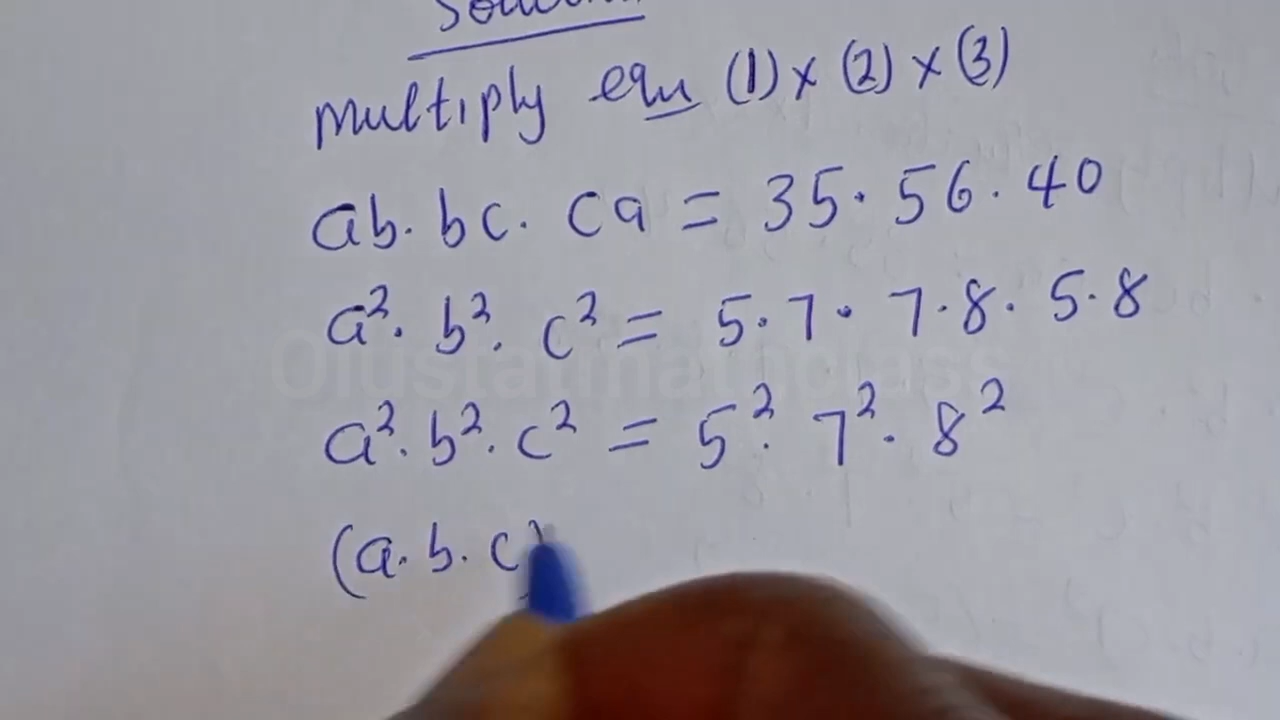 multiply eqn (1) x (2) x (3)
ab. bc. ca = 35. 56. 40
a². b². c² = 5.7. 7.8. 5.8
a². b². c² = 5². 7². 8²
(a. b. c)
Olustatmathclass